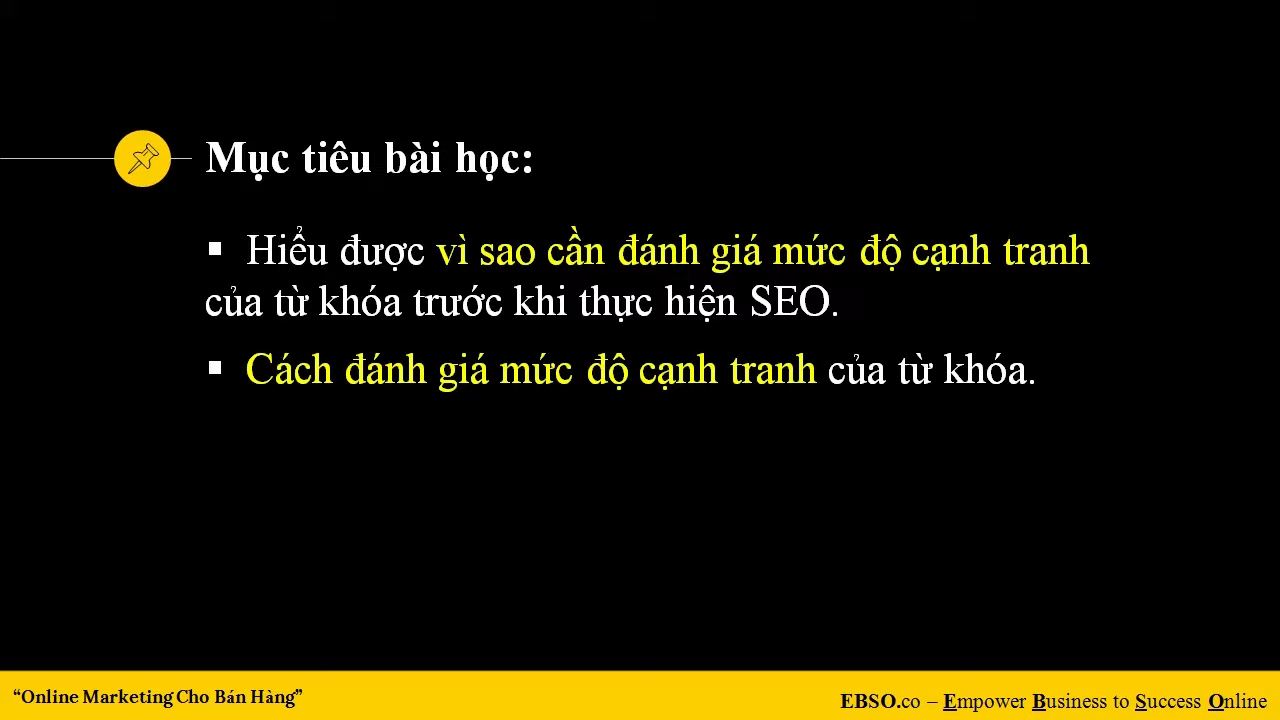 Mục tiêu bài học:
▪ Hiểu được vì sao cần đánh giá mức độ cạnh tranh
của từ khóa trước khi thực hiện SEO.
▪ Cách đánh giá mức độ cạnh tranh của từ khóa.
“Online Marketing Cho Bán Hàng”
EBSO.co – Empower Business to Success Online